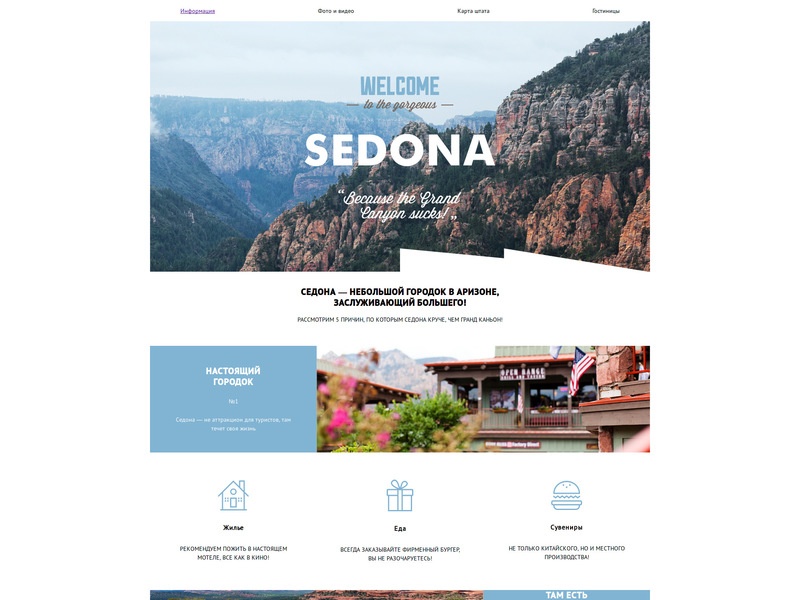 Информация
Фото и видео
Карта штата
Гостиницы
WELCOME
to the gorgeous
SEDONA
“Because the Grand
Canyon sucks!„
СЕДОНА — НЕБОЛЬШОЙ ГОРОДОК В АРИЗОНЕ,
ЗАСЛУЖИВАЮЩИЙ БОЛЬШЕГО!
РАССМОТРИМ 5 ПРИЧИН, ПО КОТОРЫМ СЕДОНА КРУЧЕ, ЧЕМ ГРАНД КАНЬОН!
НАСТОЯЩИЙ
ГОРОДОК
№1
Седона — не аттракцион для туристов, там
течет своя жизнь
OPEN RANGE
GRILL AND TAVERN
Жилье
РЕКОМЕНДУЕМ ПОЖИТЬ В НАСТОЯЩЕМ
МОТЕЛЕ, ВСЕ КАК В КИНО!
Еда
ВСЕГДА ЗАКАЗЫВАЙТЕ ФИРМЕННЫЙ БУРГЕР,
ВЫ НЕ РАЗОЧАРУЕТЕСЬ!
Сувениры
НЕ ТОЛЬКО КИТАЙСКОГО, НО И МЕСТНОГО
ПРОИЗВОДСТВА!
ТАМ ЕСТЬ